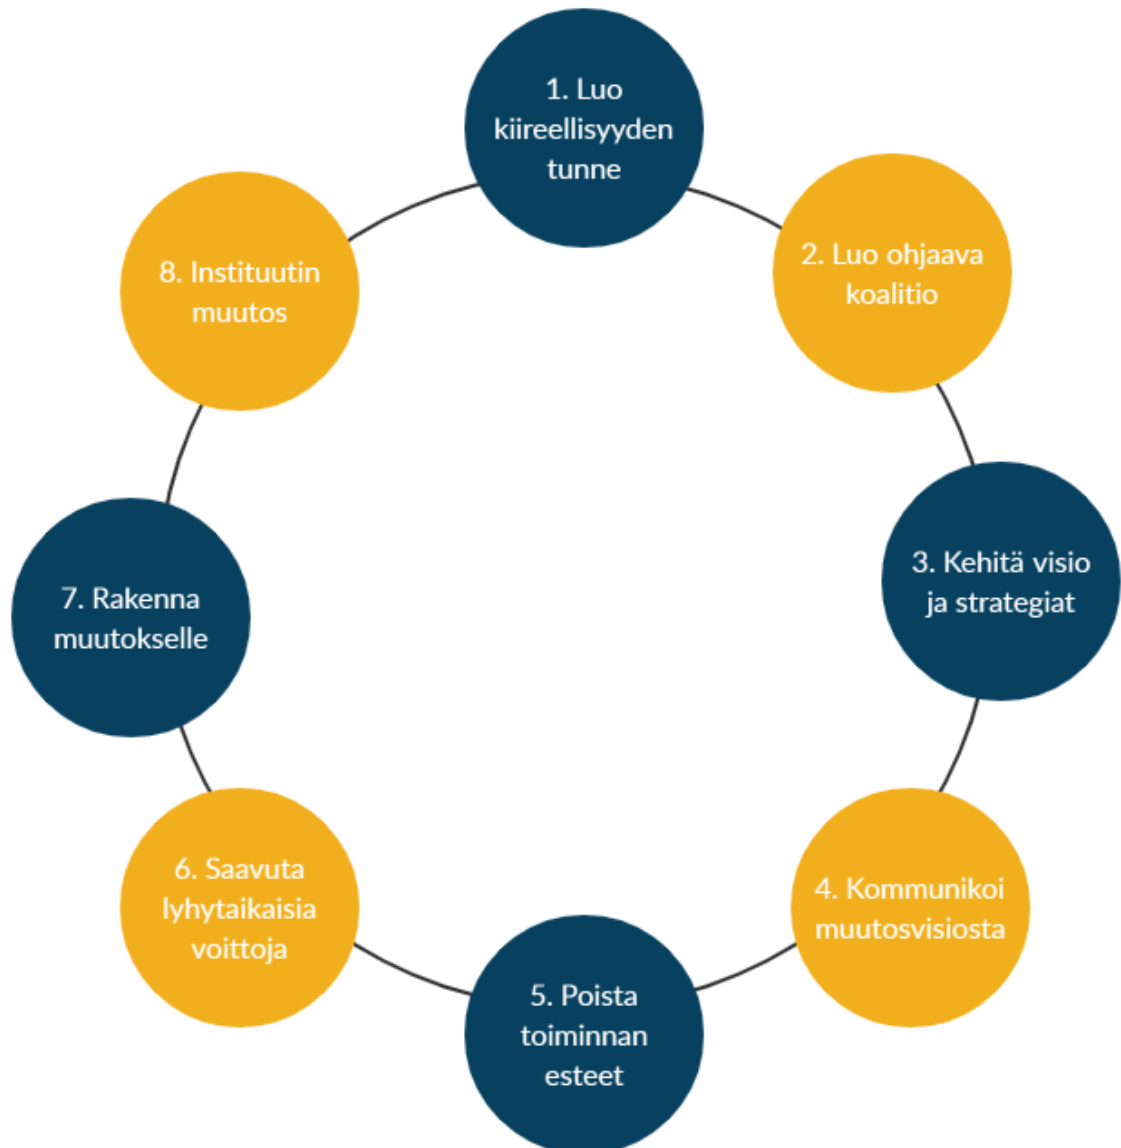 1. Luo
kiireellisyyden
tunne
2. Luo ohjaava
koalitio
3. Kehitä visio
ja strategiat
4. Kommunikoi
muutosvisiosta
5. Poista
toiminnan
esteet
6. Saavuta
lyhytaikaisia
voittoja
7. Rakenna
muutokselle
8. Instituutin
muutos